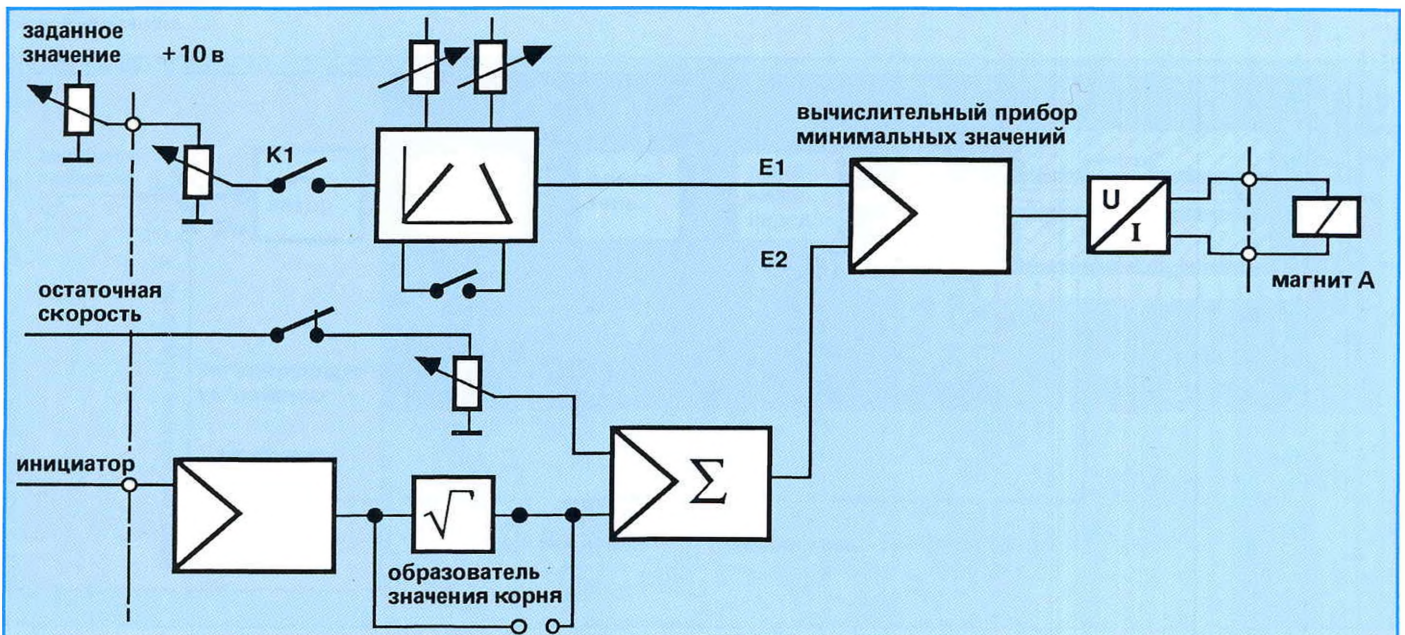 заданное
значение
+10 в
K1
вычислительный прибор
минимальных значений
E1
E2
U
I
магнит А
остаточная
скорость
инициатор
√
Σ
образователь
значения корня